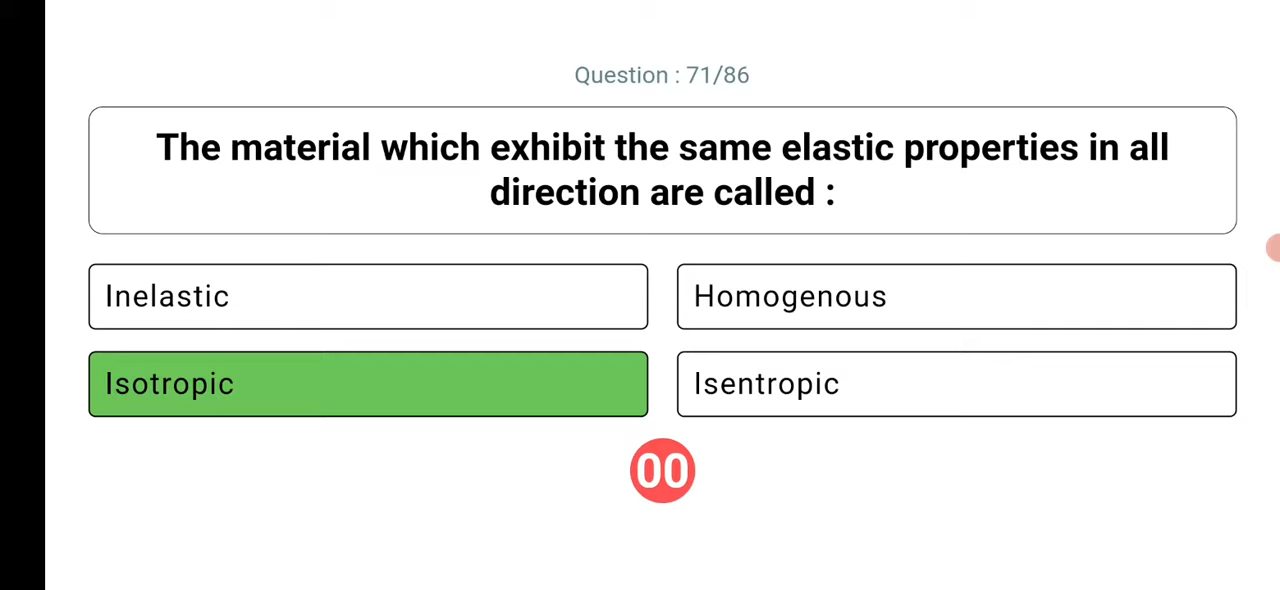 Question : 71/86
The material which exhibit the same elastic properties in all
direction are called :
Inelastic
Homogenous
Isotropic
Isentropic
00